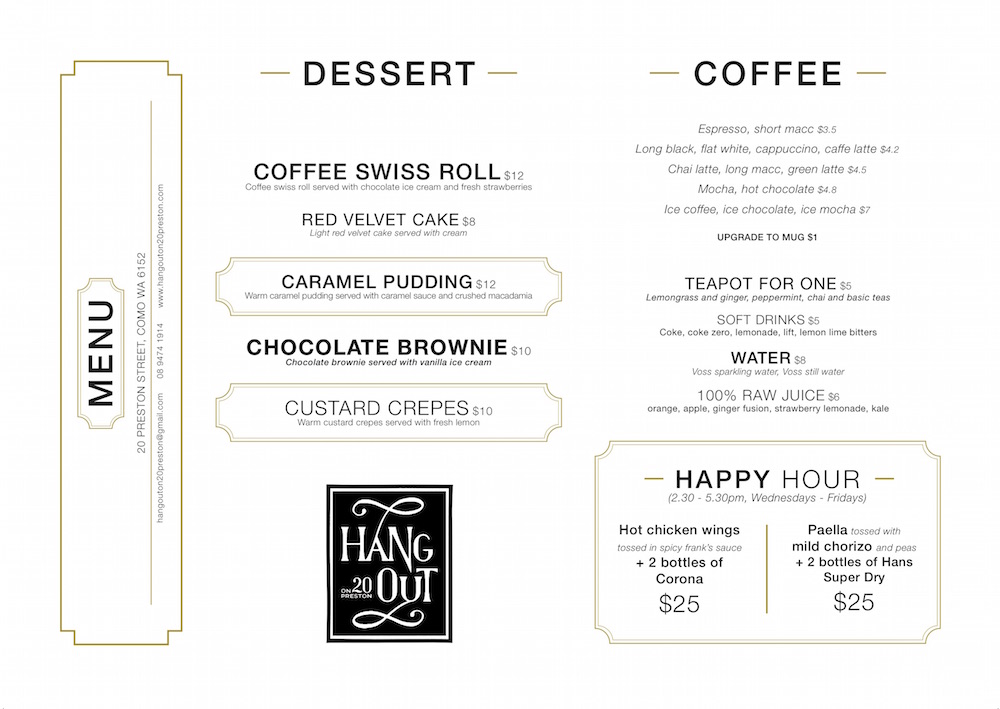 MENU
20 PRESTON STREET, COMO WA 6152
hangouton20preston@gmail.com 08 9474 1914 www.hangouton20preston.com
DESSERT
COFFEE SWISS ROLL $12
Coffee swiss roll served with chocolate ice cream and fresh strawberries
RED VELVET CAKE $8
Light red velvet cake served with cream
CARAMEL PUDDING $12
Warm caramel pudding served with caramel sauce and crushed macadamia
CHOCOLATE BROWNIE $10
Chocolate brownie served with vanilla ice cream
CUSTARD CREPES $10
Warm custard crepes served with fresh lemon
HANG
ON 20
PRESTON
OUT
COFFEE
Espresso, short macc $3.5
Long black, flat white, cappuccino, caffe latte $4.2
Chai latte, long macc, green latte $4.5
Mocha, hot chocolate $4.8
Ice coffee, ice chocolate, ice mocha $7
UPGRADE TO MUG $1
TEAPOT FOR ONE $5
Lemongrass and ginger, peppermint, chai and basic teas
SOFT DRINKS $5
Coke, coke zero, lemonade, lift, lemon lime bitters
WATER $8
Voss sparkling water, Voss still water
100% RAW JUICE $6
orange, apple, ginger fusion, strawberry lemonade, kale
HAPPY HOUR
(2.30 - 5.30pm, Wednesdays - Fridays)
Hot chicken wings
tossed in spicy frank's sauce
+ 2 bottles of
Corona
$25
Paella tossed with
mild chorizo and peas
+ 2 bottles of Hans
Super Dry
$25